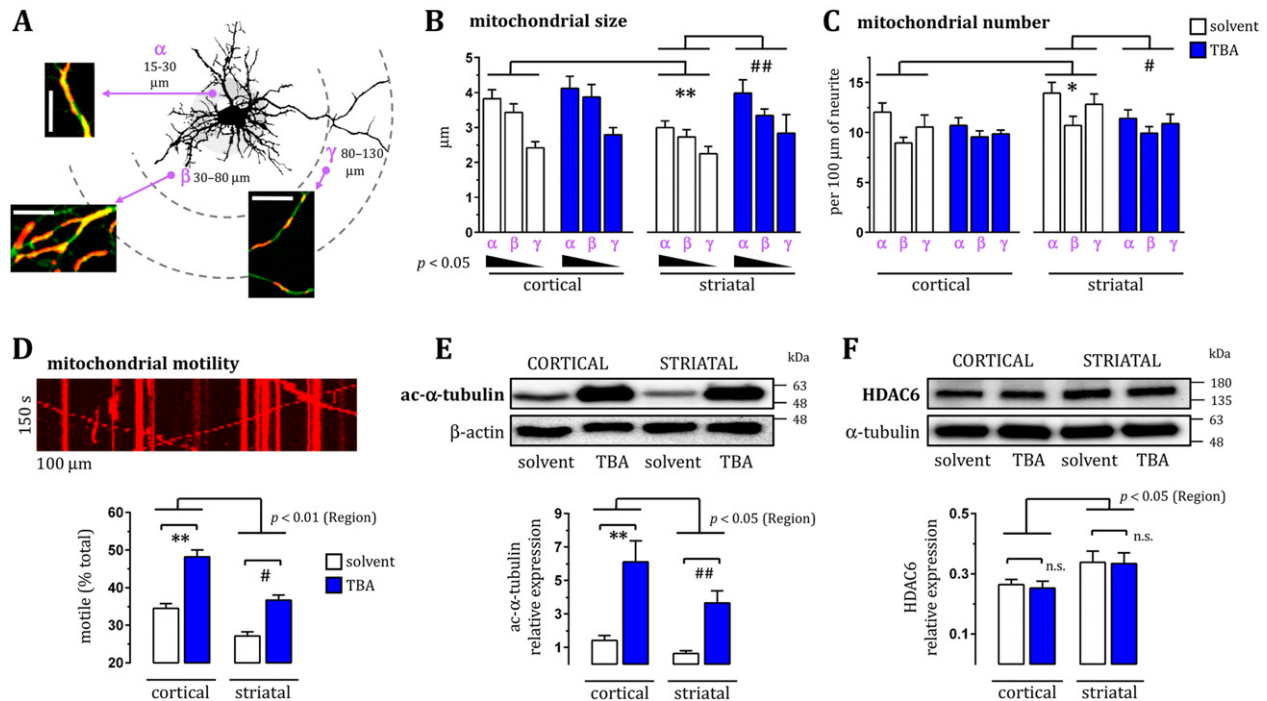 A
α
15-30
μm
β 30–80 μm
γ 80–130
μm
B mitochondrial size
μm
5
4
3
2
1
0
**
##
α β γ α β γ α β γ α β γ
p < 0.05
cortical striatal
C mitochondrial number
solvent
TBA
per 100 μm of neurite
15
10
5
0
*
#
α β γ α β γ α β γ α β γ
cortical striatal
D mitochondrial motility
150 s
100 μm
p < 0.01 (Region)
motile (% total)
60
50
40
30
20
**
#
solvent
TBA
cortical striatal
E
CORTICAL STRIATAL kDa
ac-α-tubulin
63
48
β-actin
48
solvent TBA solvent TBA
p < 0.05 (Region)
ac-α-tubulin
relative expression
9
7
5
3
1
**
##
cortical striatal
F
CORTICAL STRIATAL kDa
HDAC6
180
135
α-tubulin
63
48
solvent TBA solvent TBA
p < 0.05 (Region)
HDAC6
relative expression
0.5
0.3
0.1
n.s.
n.s.
cortical striatal